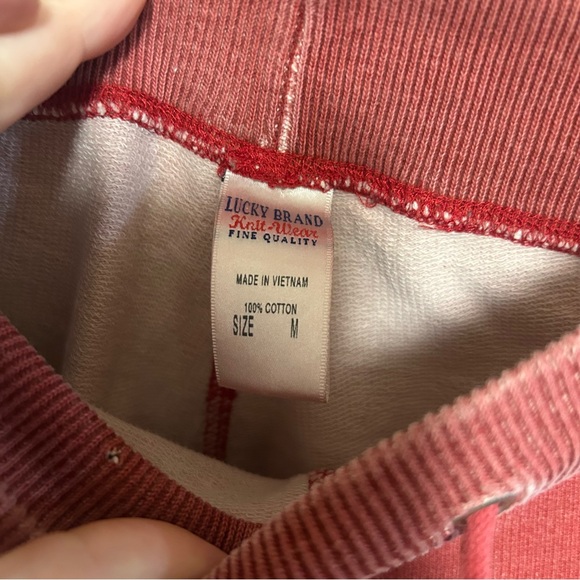 LUCKY BRAND
Knit-Wear
FINE QUALITY
MADE IN VIETNAM
100% COTTON
SIZE M